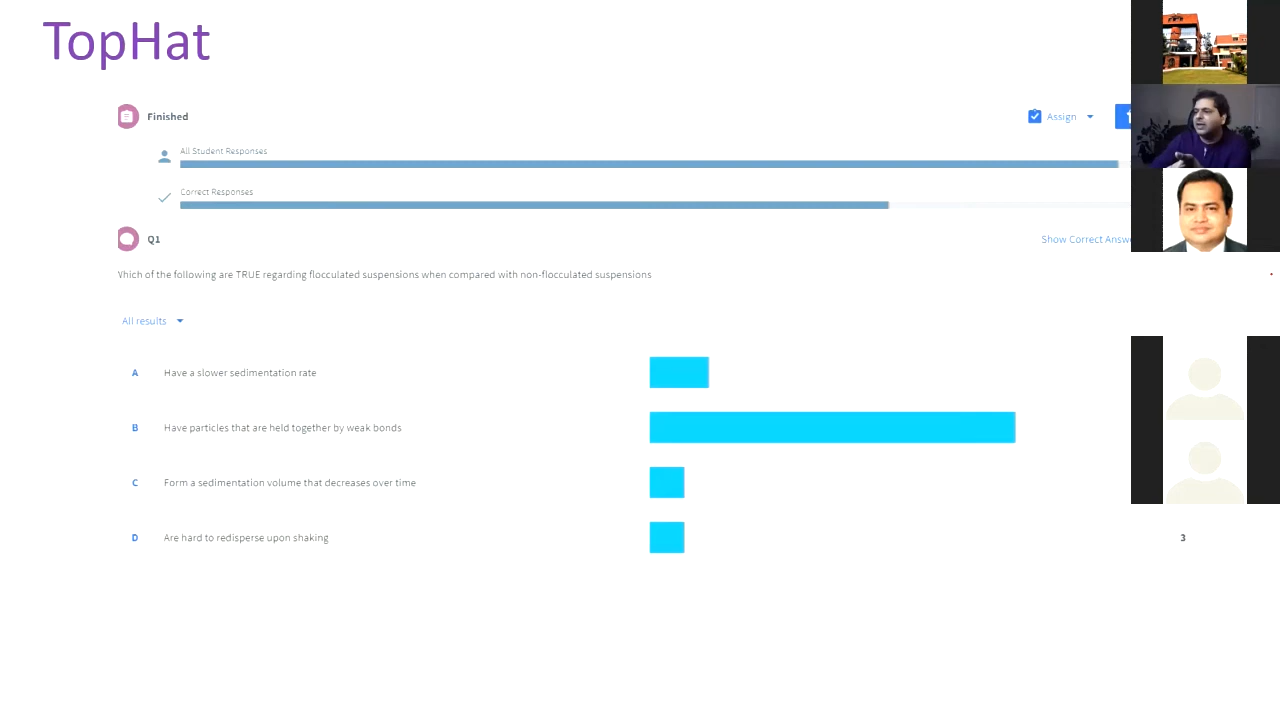 TopHat
Finished
Assign
All Student Responses
Correct Responses
Q1
Show Correct Answe
Vhich of the following are TRUE regarding flocculated suspensions when compared with non-flocculated suspensions
All results
A Have a slower sedimentation rate
B Have particles that are held together by weak bonds
C Form a sedimentation volume that decreases over time
D Are hard to redisperse upon shaking
3